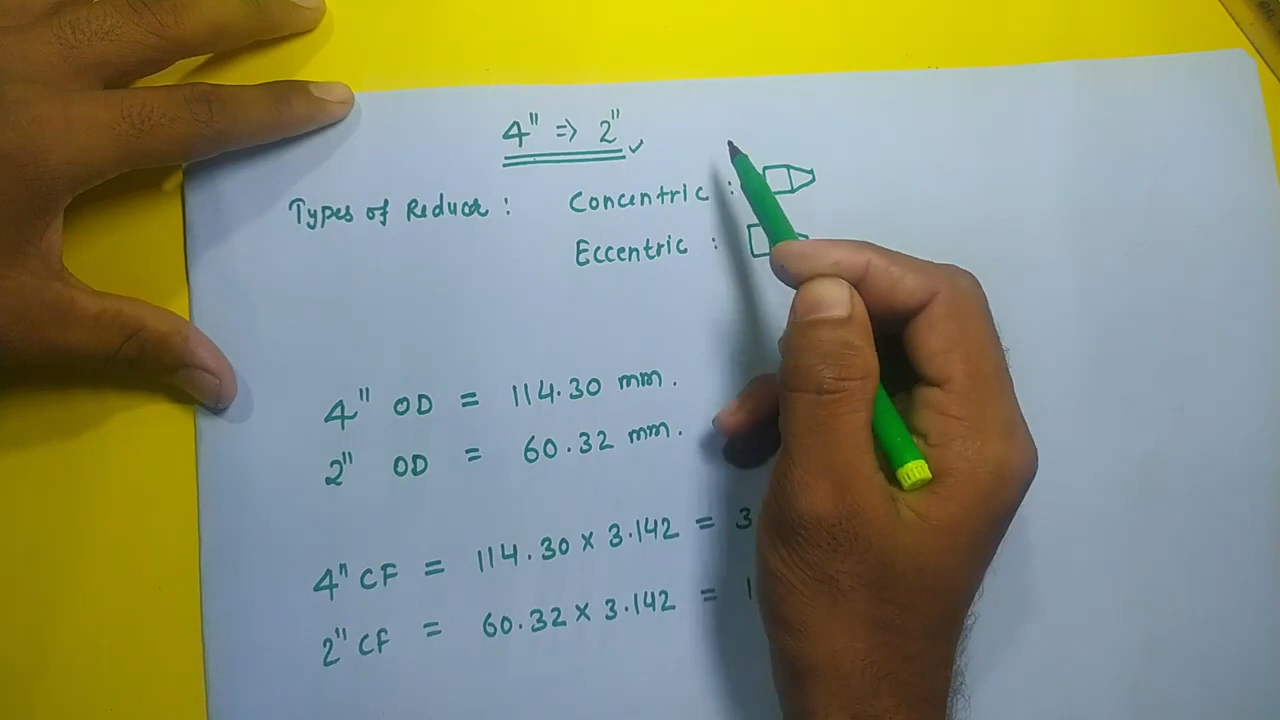 4" => 2" ✓
Types of Reducer : Concentric :
Eccentric :
4" OD = 114.30 mm.
2" OD = 60.32 mm.
4" CF = 114.30 x 3.142 = 3
2" CF = 60.32 x 3.142 = 1